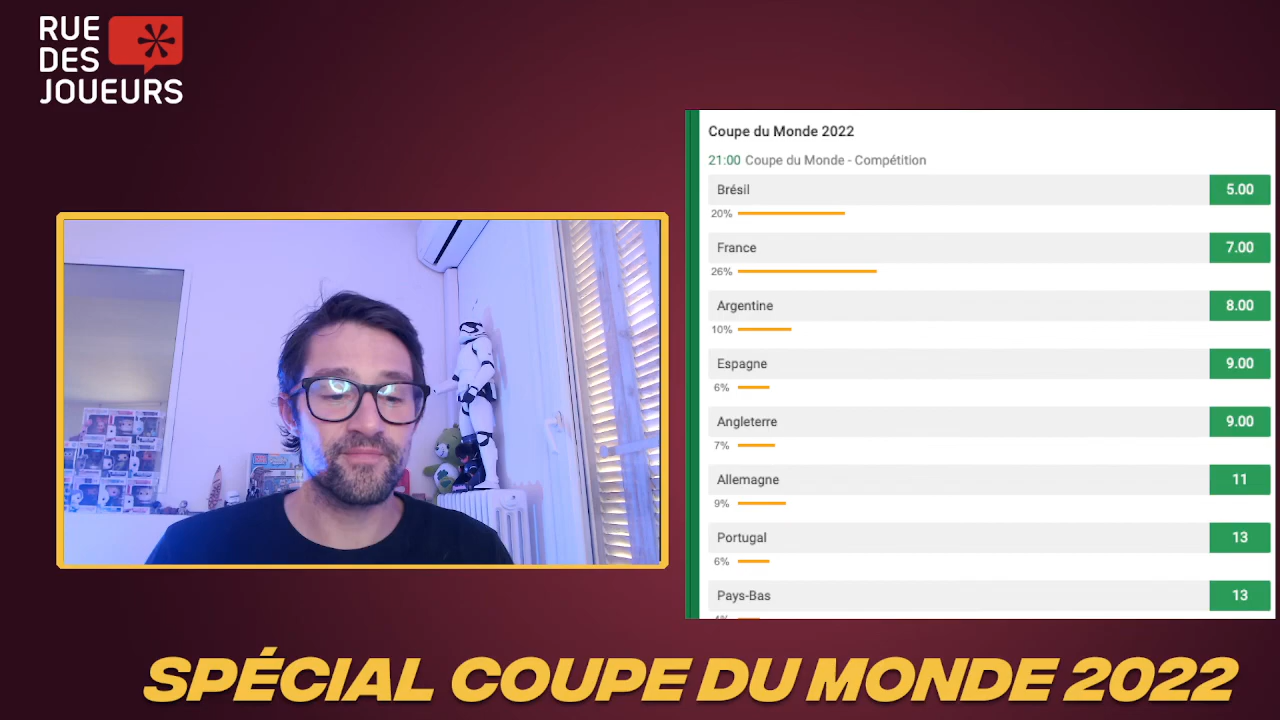 RUE
DES
JOUEURS
Coupe du Monde 2022
21:00 Coupe du Monde - Compétition
Brésil 5.00
20%
France 7.00
26%
Argentine 8.00
10%
Espagne 9.00
6%
Angleterre 9.00
7%
Allemagne 11
9%
Portugal 13
6%
Pays-Bas 13
SPÉCIAL COUPE DU MONDE 2022